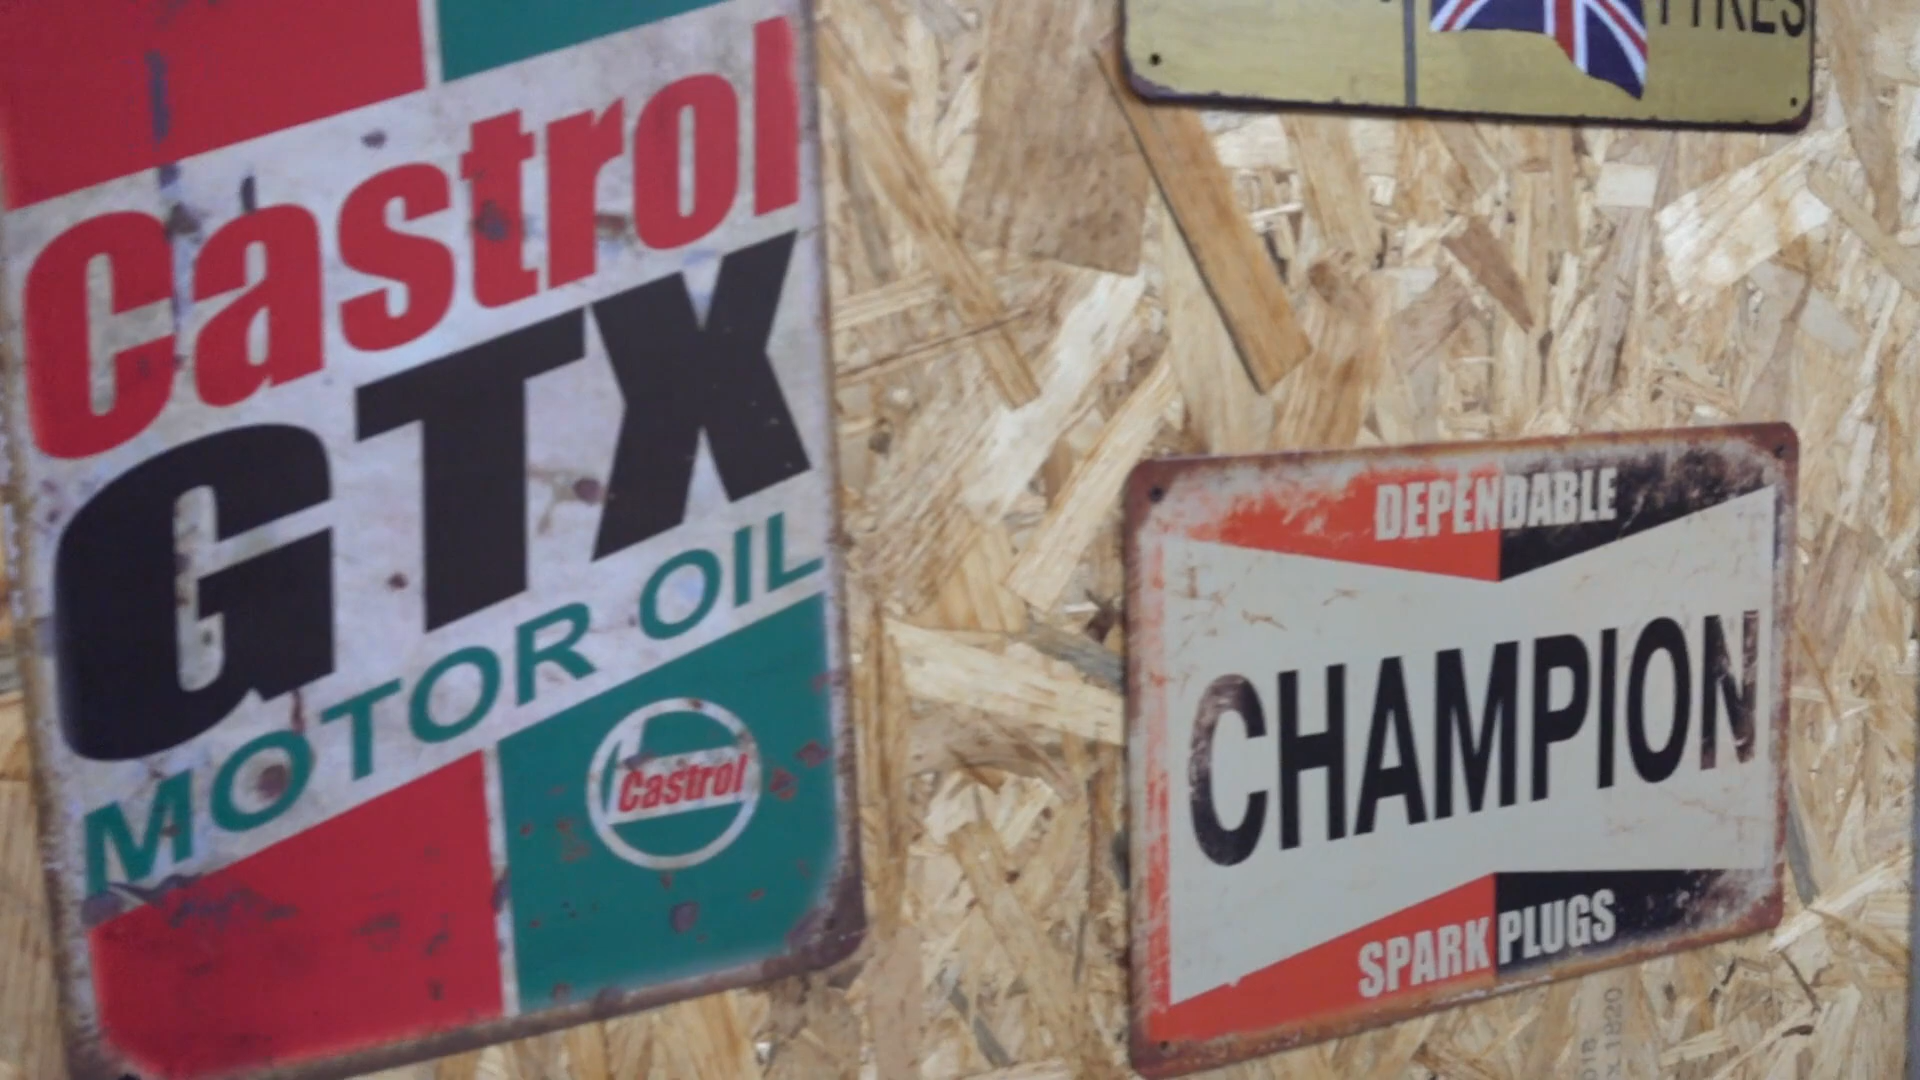 Castrol
GTX
MOTOR OIL
Castrol
TYRES
DEPENDABLE
CHAMPION
SPARK PLUGS